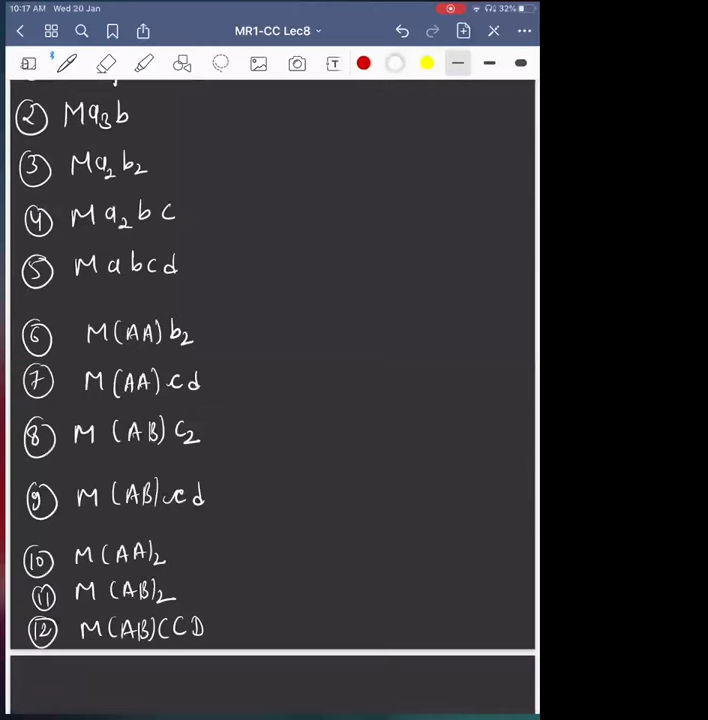 10:17 AM Wed 20 Jan 32%
MR1-CC Lec8
② Ma₃b
③ Ma₂b₂
④ Ma₂bc
⑤ Mabcd
⑥ M(AA)b₂
⑦ M(AA)cd
⑧ M(AB)C₂
⑨ M(AB)cd
⑩ M(AA)₂
⑪ M(AB)₂
⑫ M(AB)CCD